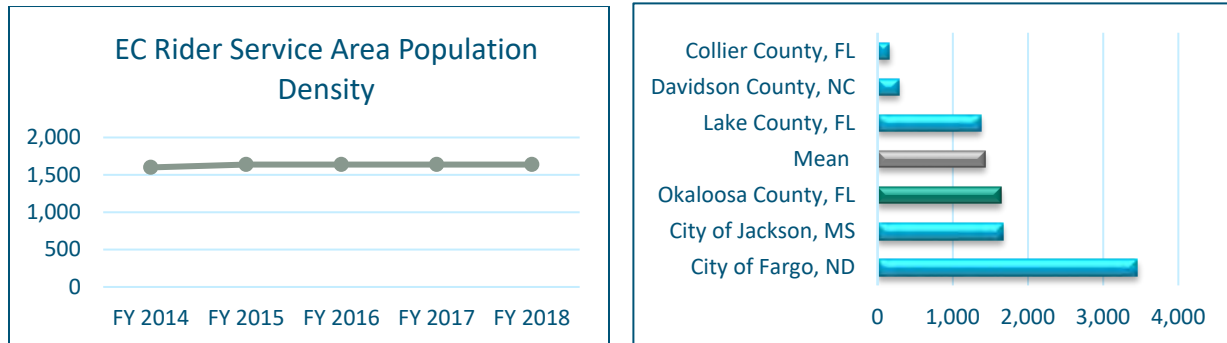 EC Rider Service Area Population
Density
2,000
1,500
1,000
500
0
FY 2014 FY 2015 FY 2016 FY 2017 FY 2018
Collier County, FL
Davidson County, NC
Lake County, FL
Mean
Okaloosa County, FL
City of Jackson, MS
City of Fargo, ND
0 1,000 2,000 3,000 4,000